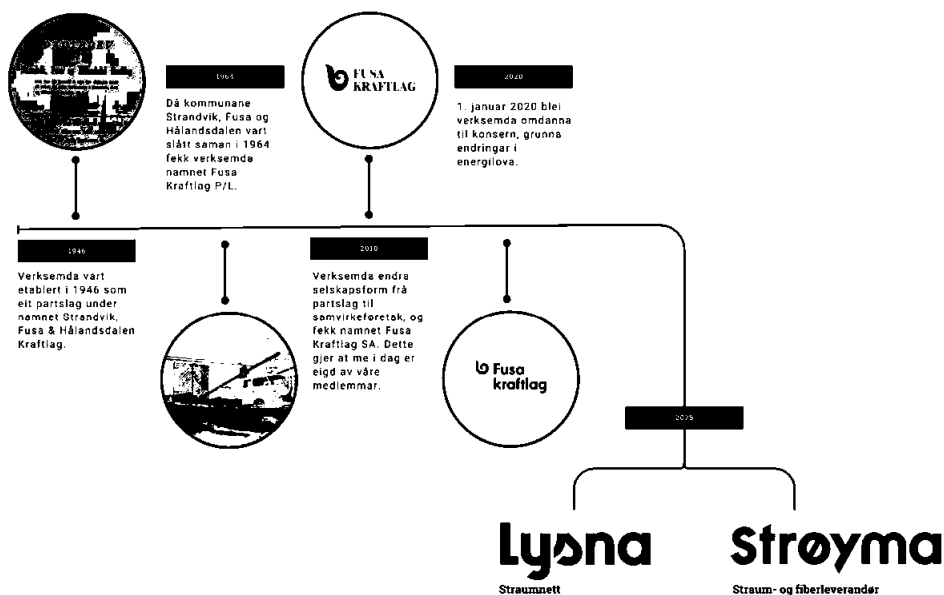 1964
Då kommunane
Strandvik, Fusa og
Hålandsdalen vart
slått saman i 1964
fekk verksemda
namnet Fusa
Kraftlag P/L.
FUSA
KRAFTLAG
2020
1. januar 2020 blei
verksemda omdanna
til konsern, grunna
endringar i
energilova.
1946
Verksemda vart
etablert i 1946 som
eit partslag under
namnet Strandvik,
Fusa & Hålandsdalen
Kraftlag.
2010
Verksemda endra
selskapsform frå
partslag til
samvirkeføretak, og
fekk namnet Fusa
Kraftlag SA. Dette
gjer at me i dag er
eigd av våre
medlemmar.
Fusa
kraftlag
2025
Lysna
Straumnett
Strøyma
Straum- og fiberleverandør